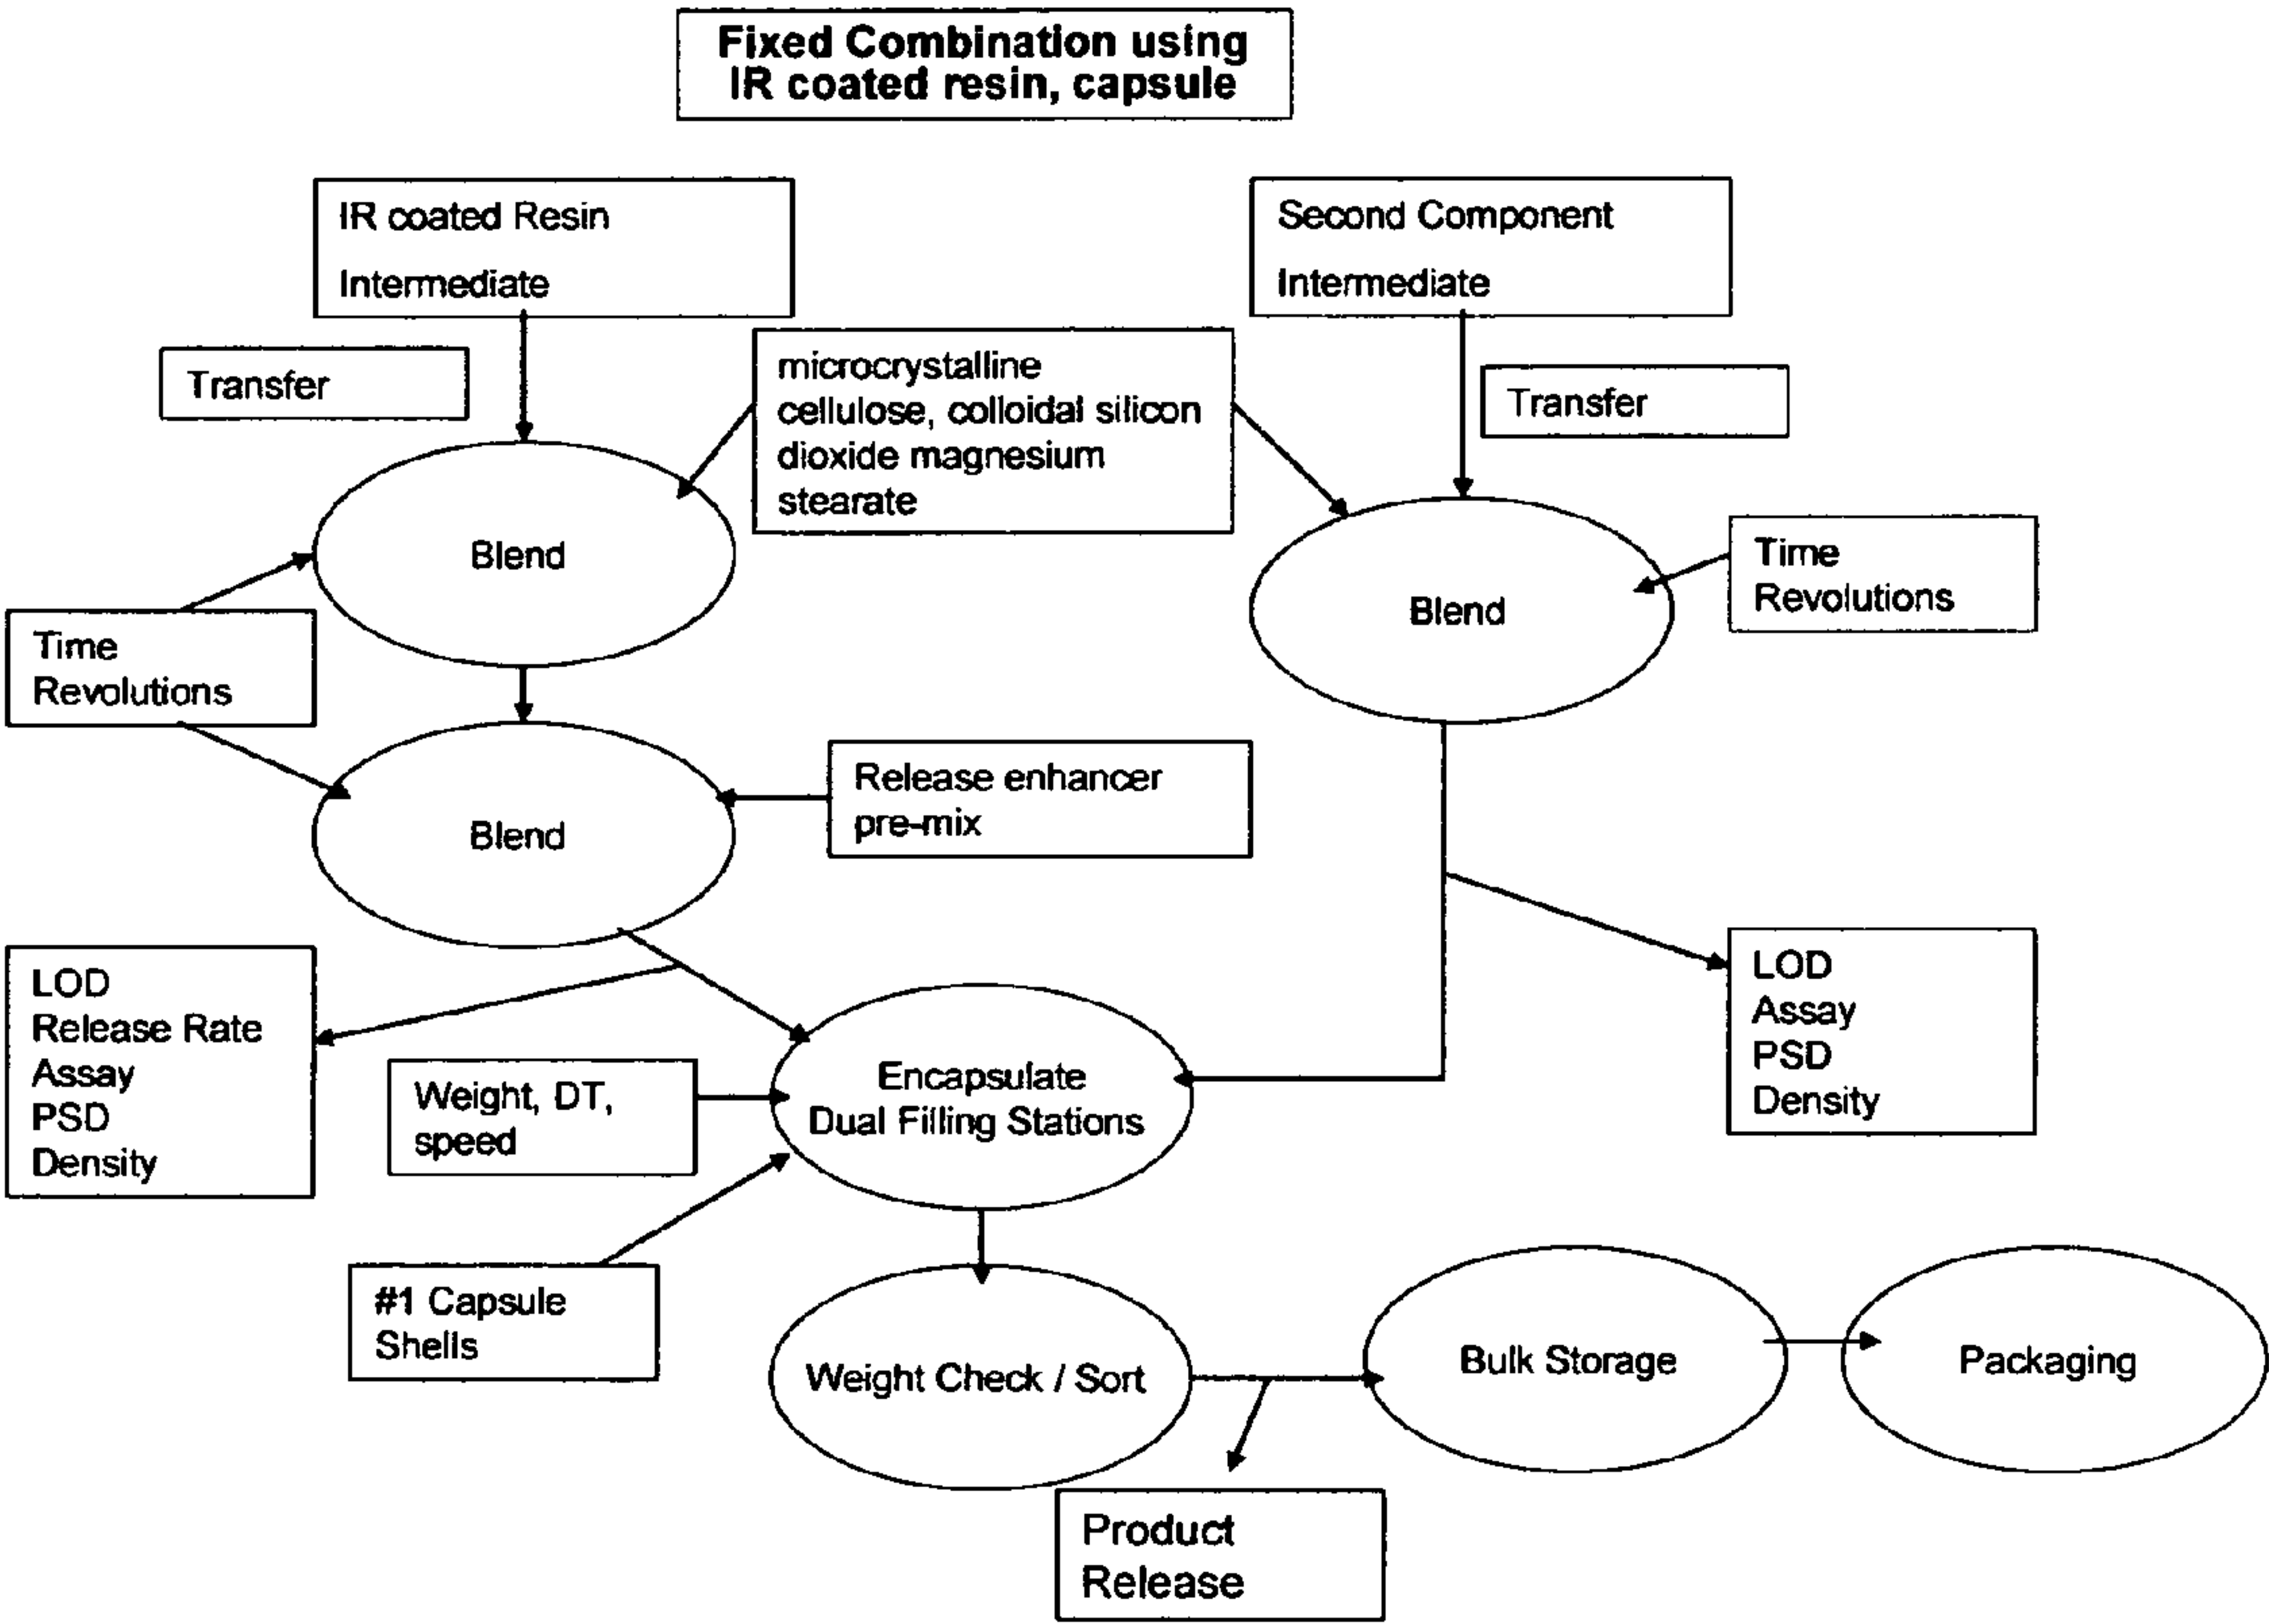 Fixed Combination using
IR coated resin, capsule
IR coated Resin
Intermediate
Second Component
Intermediate
Transfer
microcrystalline
cellulose, colloidal silicon
dioxide magnesium
stearate
Transfer
Blend
Time
Revolutions
Blend
Time
Revolutions
Release enhancer
pre-mix
Blend
LOD
Release Rate
Assay
PSD
Density
LOD
Assay
PSD
Density
Weight, DT,
speed
Encapsulate
Dual Filling Stations
#1 Capsule
Shells
Weight Check / Sort
Bulk Storage
Packaging
Product
Release